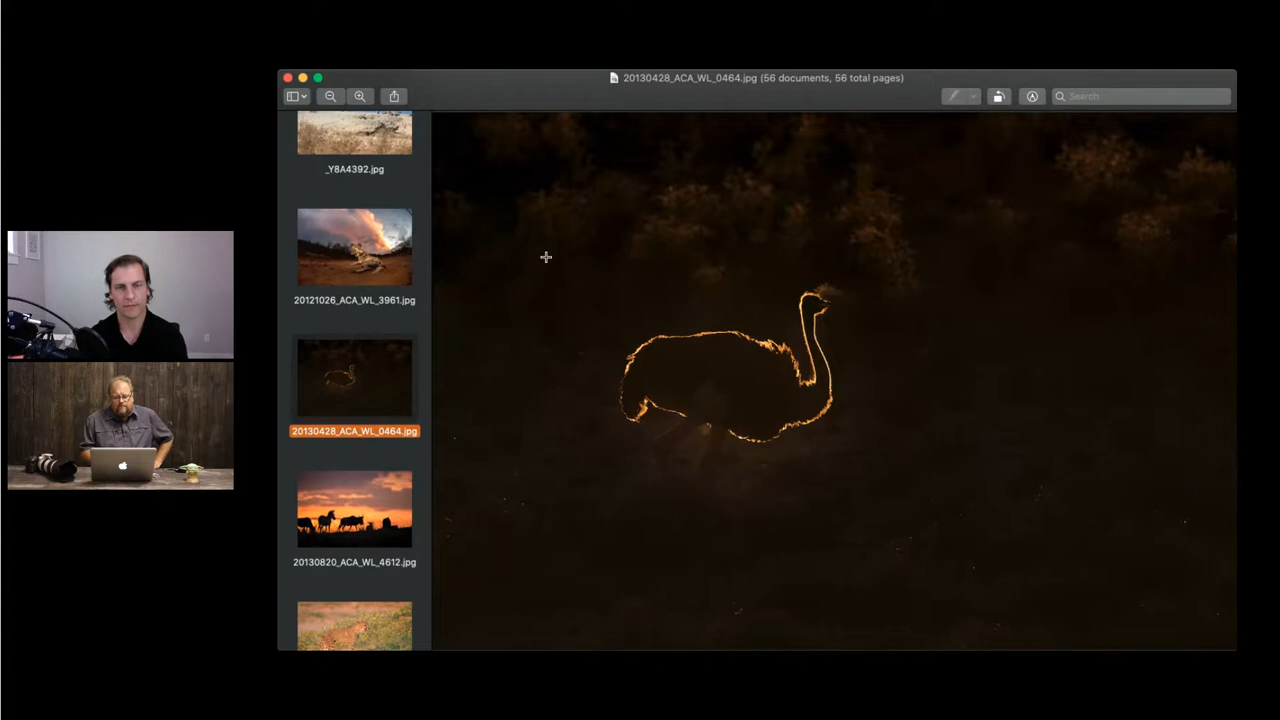 20130428_ACA_WL_0464.jpg (56 documents, 56 total pages)
Search
_Y8A4392.jpg
20121026_ACA_WL_3961.jpg
20130428_ACA_WL_0464.jpg
20130820_ACA_WL_4612.jpg